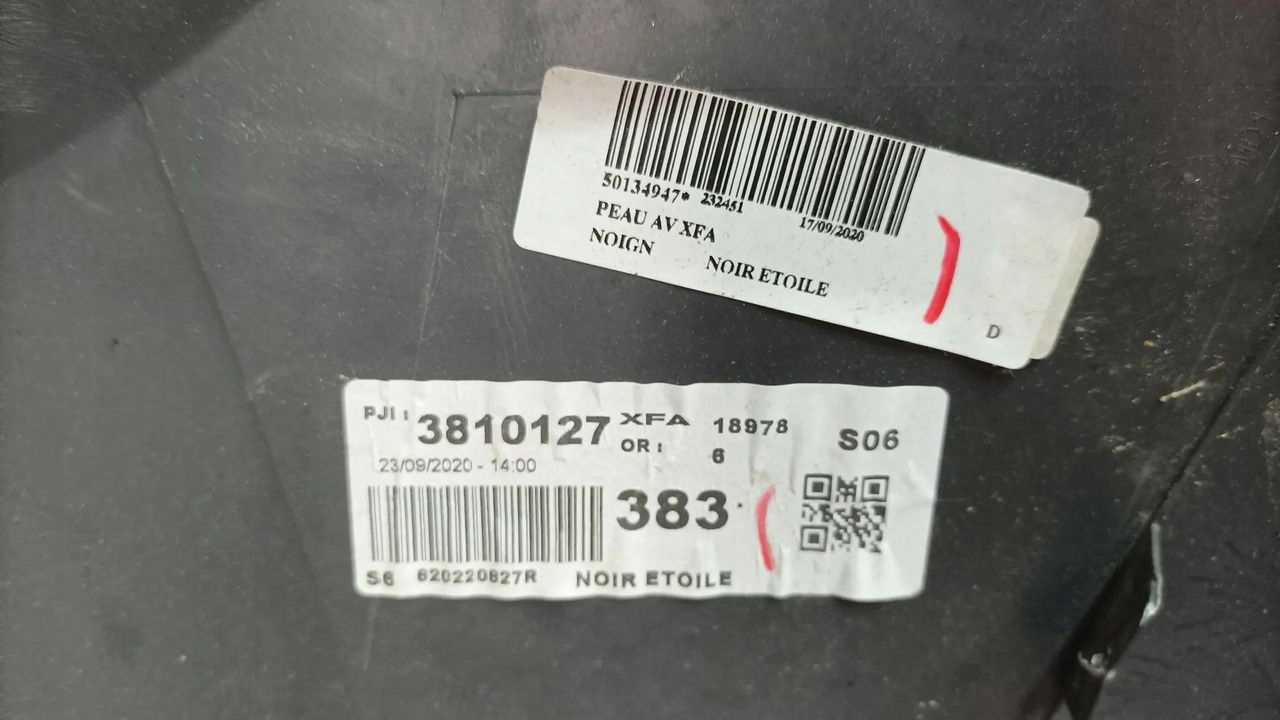 50134947* 232451 17/09/2020
PEAU AV XFA
NOIGN NOIR ETOILE
D
PJI : 3810127 XFA 18978 S06
OR : 6
23/09/2020 - 14:00
383
S6 620220827R NOIR ETOILE